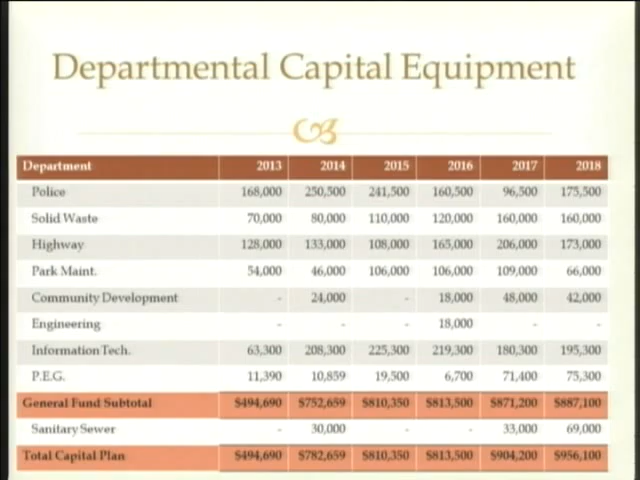 Departmental Capital Equipment
Department 2013 2014 2015 2016 2017 2018
Police 168,000 250,500 241,500 160,500 96,500 175,500
Solid Waste 70,000 80,000 110,000 120,000 160,000 160,000
Highway 128,000 133,000 108,000 165,000 206,000 173,000
Park Maint. 54,000 46,000 106,000 106,000 109,000 66,000
Community Development - 24,000 - 18,000 48,000 42,000
Engineering - - - 18,000 - -
Information Tech. 63,300 208,300 225,300 219,300 180,300 195,300
P.E.G. 11,390 10,859 19,500 6,700 71,400 75,300
General Fund Subtotal $494,690 $752,659 $810,350 $813,500 $871,200 $887,100
Sanitary Sewer - 30,000 - - 33,000 69,000
Total Capital Plan $494,690 $782,659 $810,350 $813,500 $904,200 $956,100